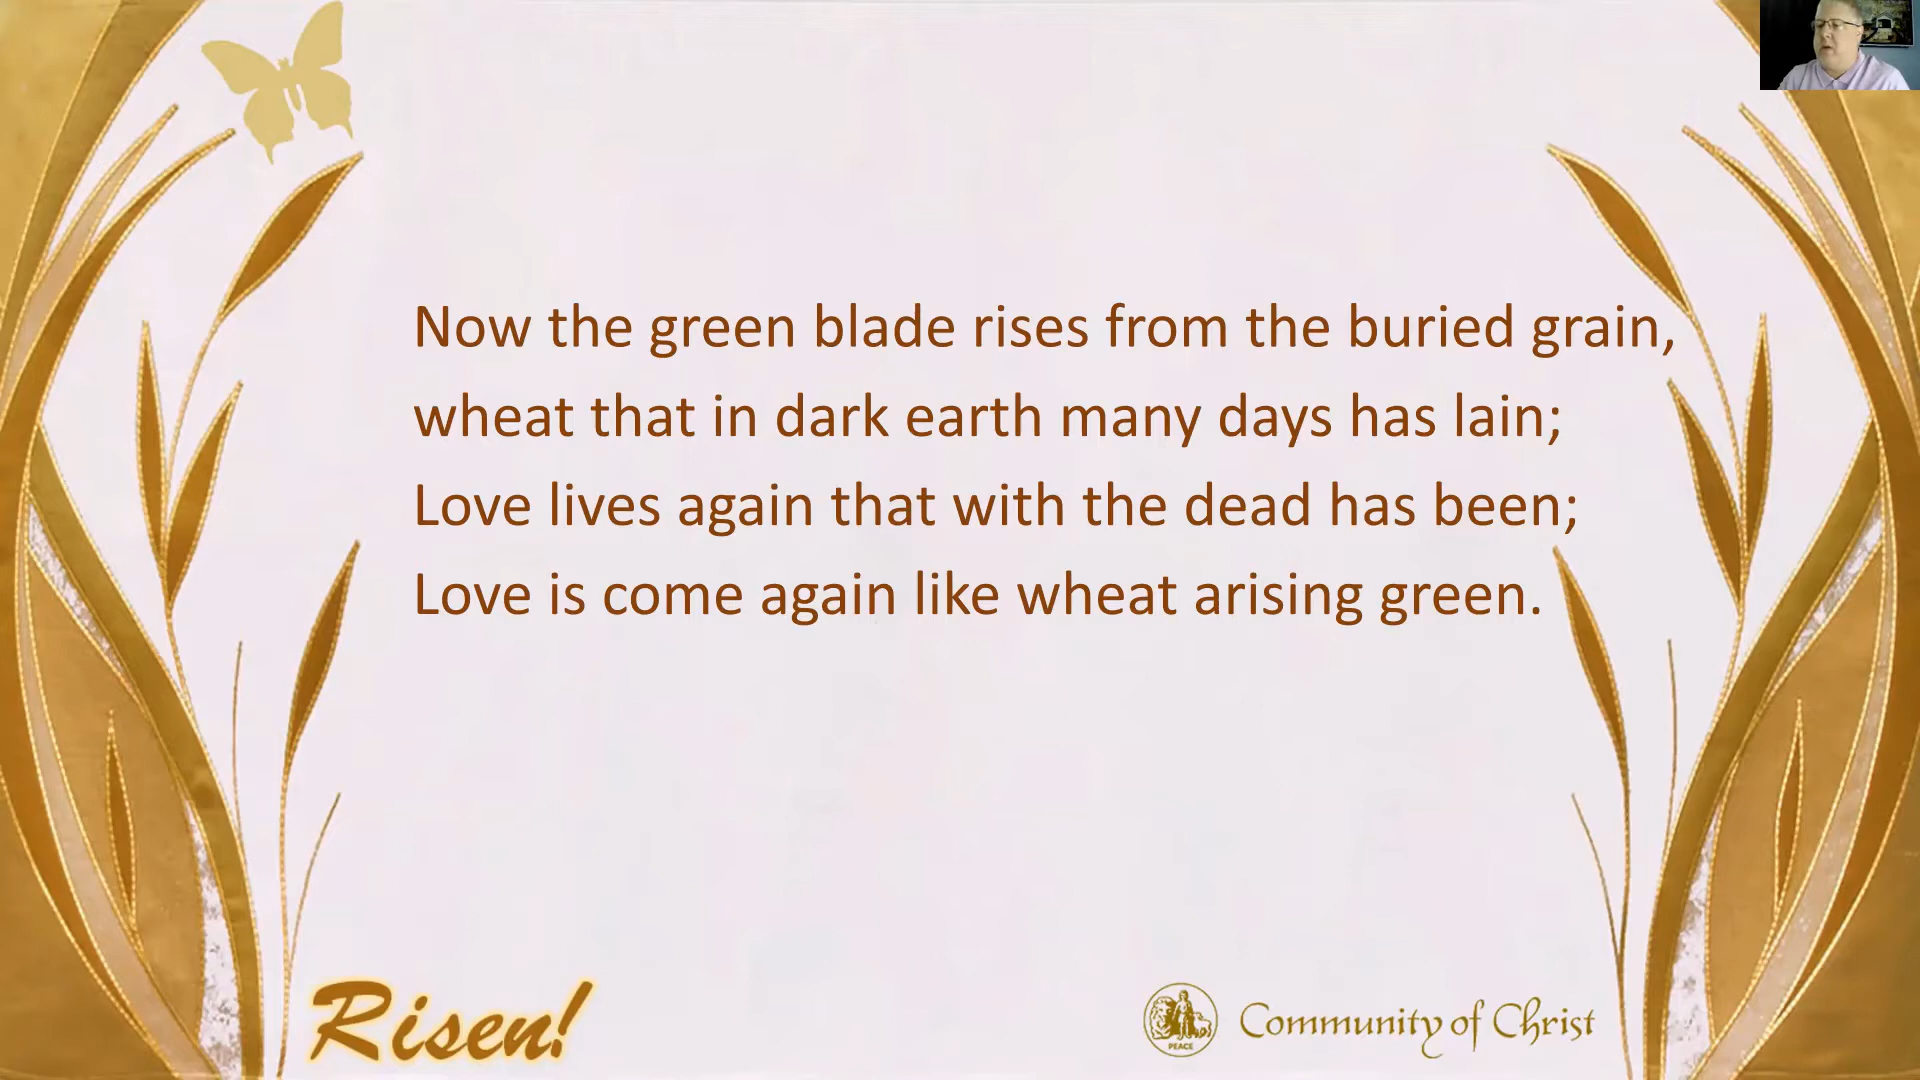 Now the green blade rises from the buried grain,
wheat that in dark earth many days has lain;
Love lives again that with the dead has been;
Love is come again like wheat arising green.
Risen!
PEACE
Community of Christ